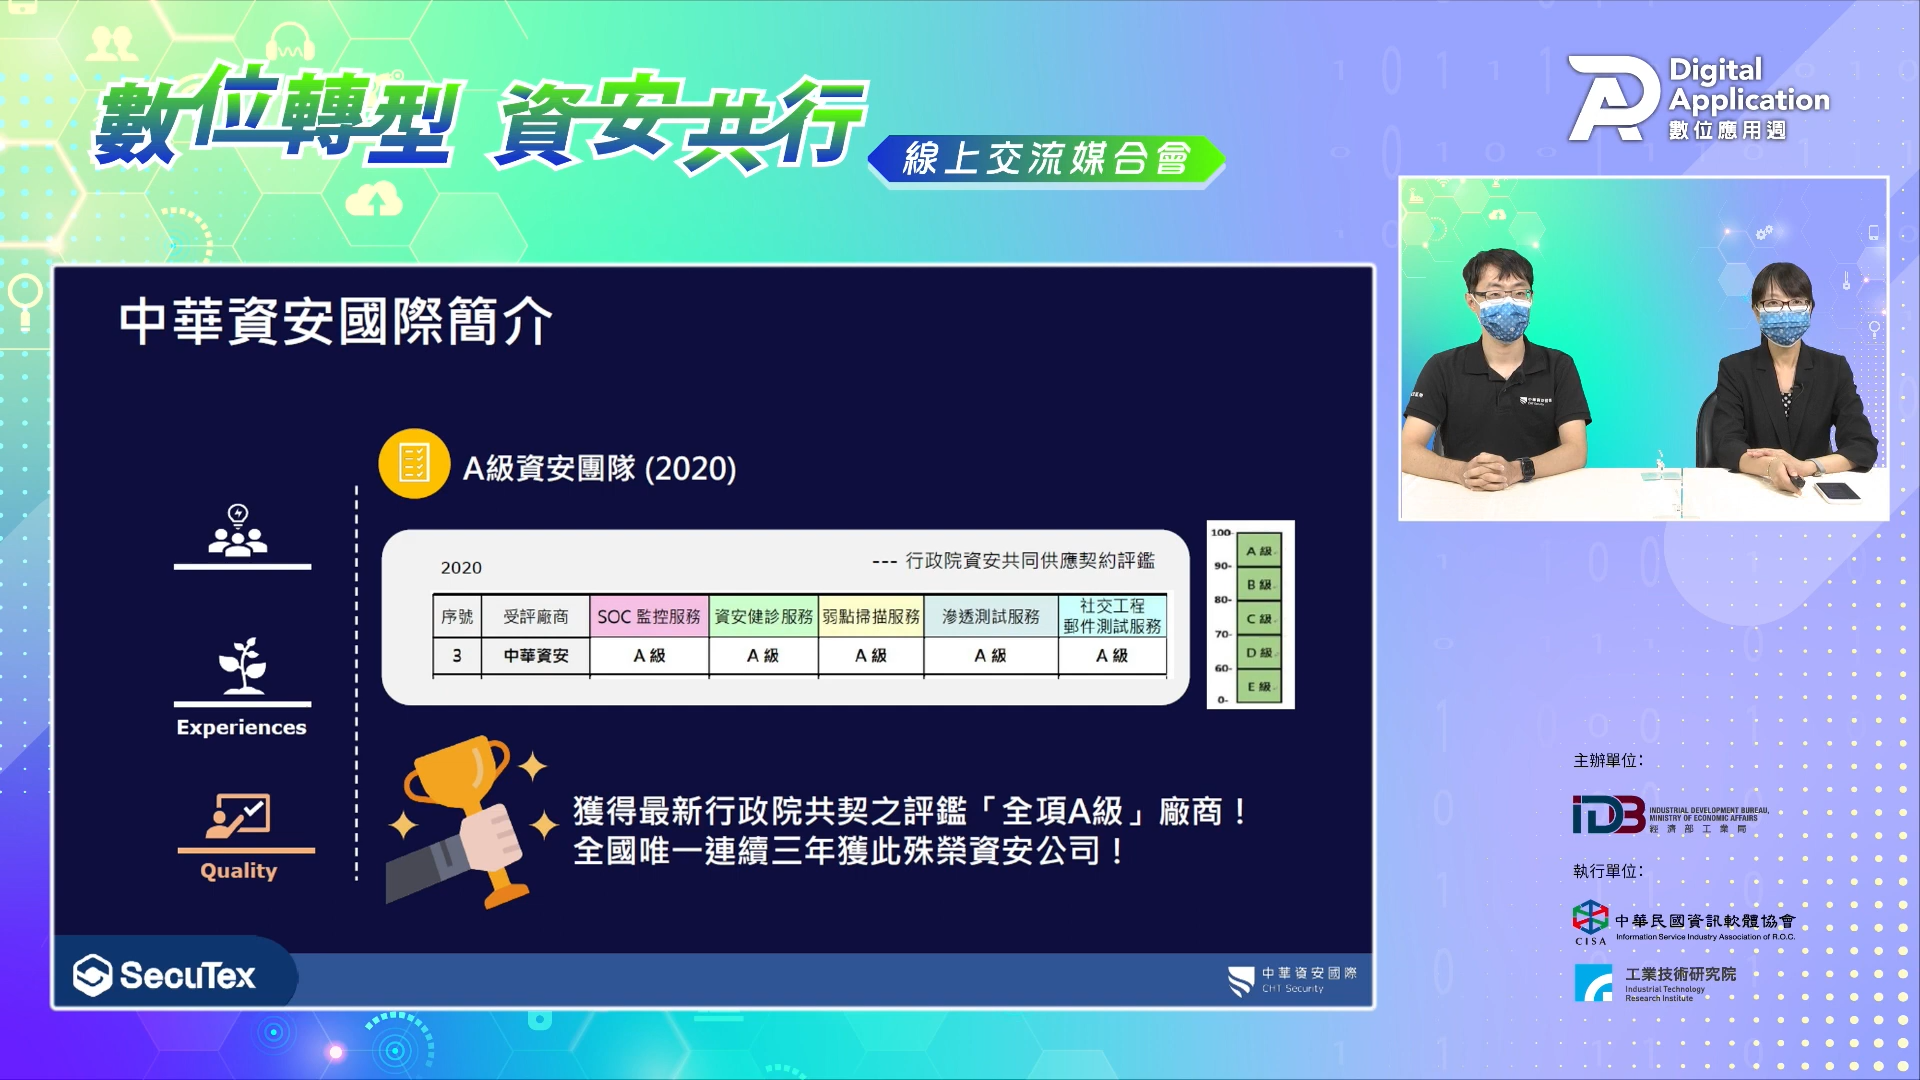 數位轉型 資安共行
線上交流媒合會
Digital
Application
數位應用週
中華資安國際簡介
A級資安團隊 (2020)
2020
--- 行政院資安共同供應契約評鑑
序號 受評廠商 SOC 監控服務 資安健診服務 弱點掃描服務 滲透測試服務 社交工程
郵件測試服務
3 中華資安 A 級 A 級 A 級 A 級 A 級
100
A 級
90
B 級
80
C 級
70
D 級
60
E 級
0
Experiences
Quality
獲得最新行政院共契之評鑑「全項A級」廠商！
全國唯一連續三年獲此殊榮資安公司！
SecuTex
中華資安國際
CHT Security
主辦單位：
IDB
INDUSTRIAL DEVELOPMENT BUREAU,
MINISTRY OF ECONOMIC AFFAIRS
經濟部工業局
執行單位：
CISA
中華民國資訊軟體協會
Information Service Industry Association of R.O.C.
工業技術研究院
Industrial Technology
Research Institute